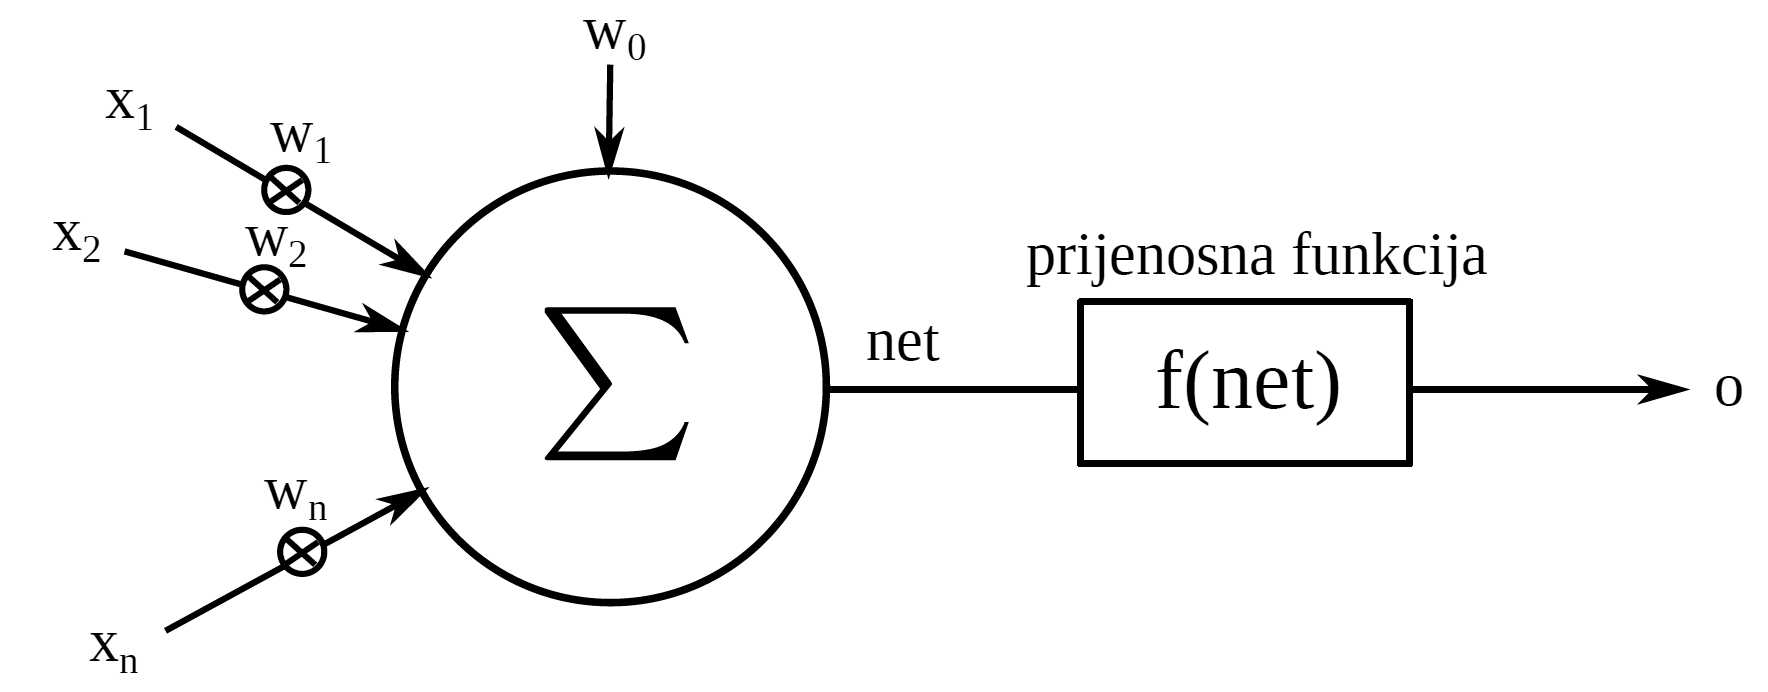 w₀
x₁
w₁
x₂
w₂
Σ
prijenosna funkcija
net
f(net)
o
wₙ
xₙ